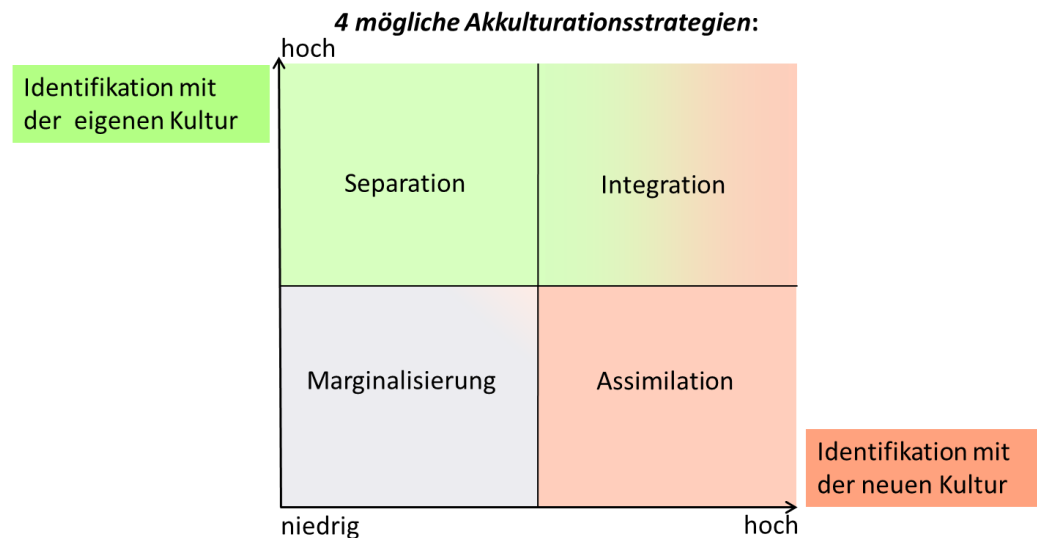 4 mögliche Akkulturationsstrategien:
hoch
Identifikation mit
der eigenen Kultur
Separation
Integration
Marginalisierung
Assimilation
Identifikation mit
der neuen Kultur
niedrig
hoch